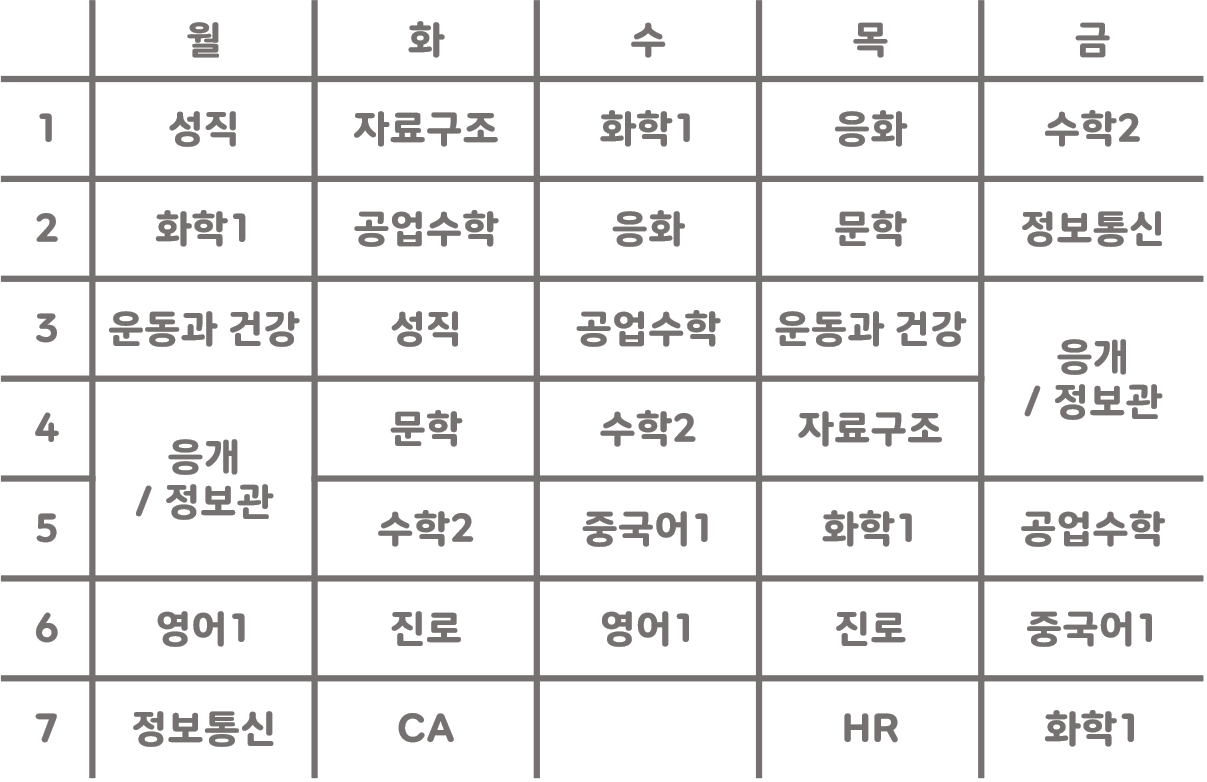 월 화 수 목 금
1 성직 자료구조 화학1 응화 수학2
2 화학1 공업수학 응화 문학 정보통신
3 운동과 건강 성직 공업수학 운동과 건강
응개
/ 정보관
4 문학 수학2 자료구조
응개
/ 정보관
5 수학2 중국어1 화학1 공업수학
6 영어1 진로 영어1 진로 중국어1
7 정보통신 CA HR 화학1